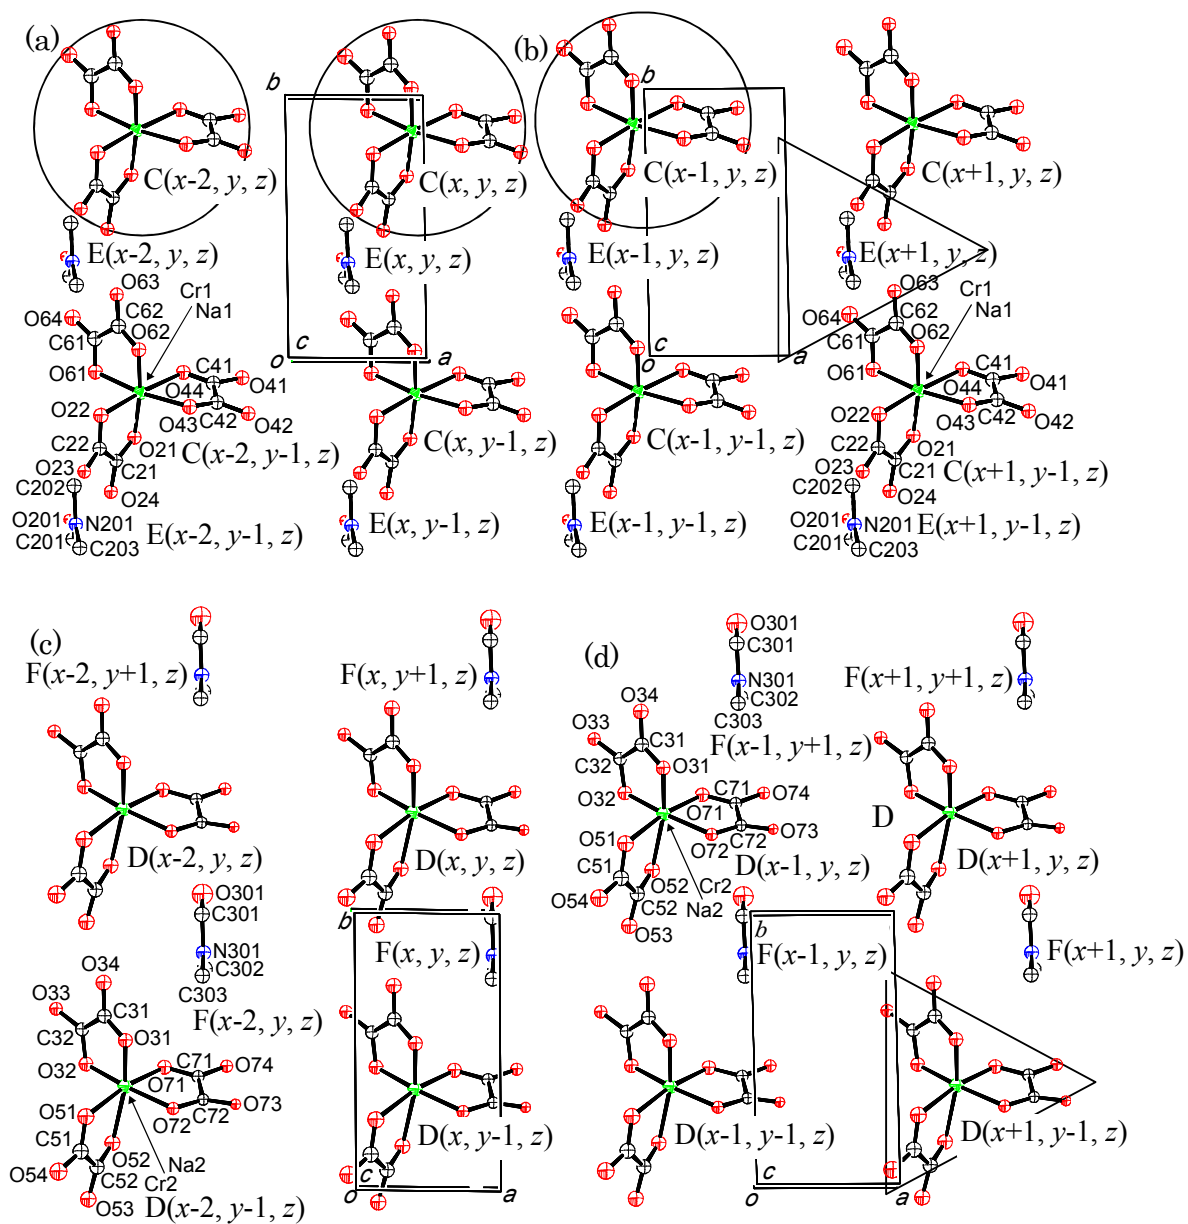 (a)
b
C(x-2, y, z)
C(x, y, z)
E(x-2, y, z)
E(x, y, z)
O63
Cr1
Na1
O64
C62
O62
C61
C41
O61
O44
O41
O22
O43
C42
O42
C22
O21
C(x-2, y-1, z)
O23
C21
C202
O24
O201
N201
C201
C203
E(x-2, y-1, z)
c
o
a
C(x, y-1, z)
E(x, y-1, z)
(b)
b
C(x-1, y, z)
C(x+1, y, z)
E(x-1, y, z)
E(x+1, y, z)
c
o
a
C(x-1, y-1, z)
E(x-1, y-1, z)
O63
Cr1
Na1
O64
C62
O62
C61
C41
O61
O44
O41
O22
O43
C42
O42
C22
O21
C21
C(x+1, y-1, z)
O23
C202
O24
O201
N201
C201
C203
E(x+1, y-1, z)
(c)
F(x-2, y+1, z)
F(x, y+1, z)
D(x-2, y, z)
D(x, y, z)
O301
C301
N301
C302
C303
F(x-2, y, z)
b
F(x, y, z)
O34
O33
C31
C32
O31
O32
C71
O74
O71
O73
O51
O72
C72
C51
O52
Na2
O54
C52
Cr2
O53
D(x-2, y-1, z)
D(x, y-1, z)
c
o
a
(d)
O301
C301
N301
C302
C303
F(x-1, y+1, z)
F(x+1, y+1, z)
O34
O33
C31
C32
O31
O32
C71
O74
O71
O73
O51
O72
C72
D
C51
O52
Cr2
D(x-1, y, z)
D(x+1, y, z)
O54
C52
Na2
O53
b
F(x-1, y, z)
F(x+1, y, z)
D(x-1, y-1, z)
D(x+1, y-1, z)
c
o
a